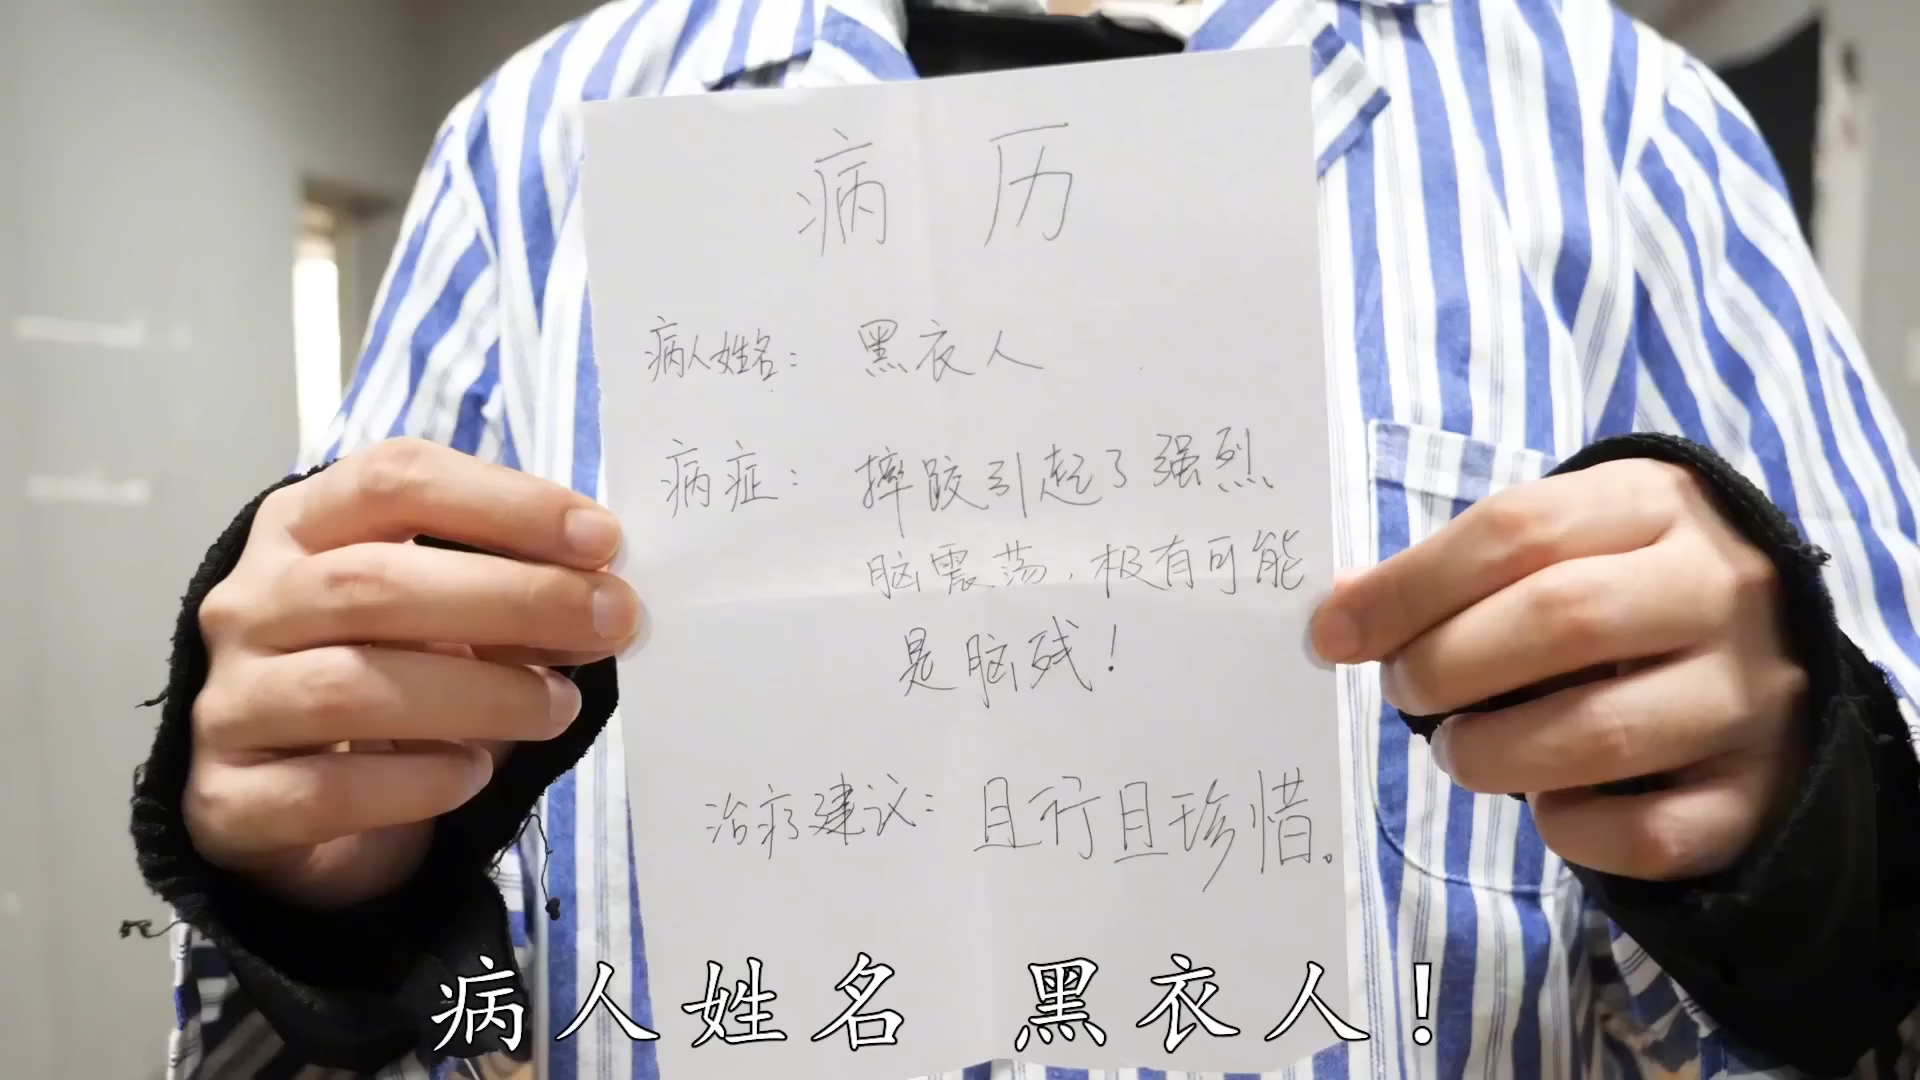 病历
病人姓名：黑衣人
病症：摔跤引起了强烈
脑震荡，极有可能
是脑残！
治疗建议：且行且珍惜。
病人姓名 黑衣人！